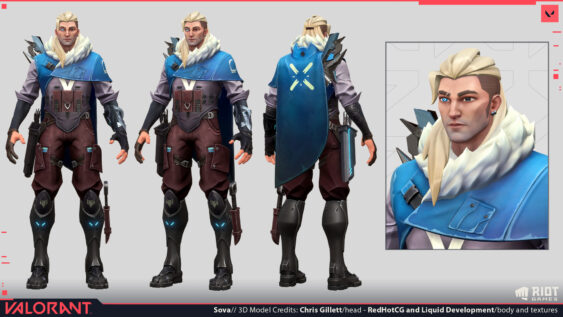 RIOT
GAMES
VALORANT
Sova// 3D Model Credits: Chris Gillett/head - RedHotCG and Liquid Development/body and textures